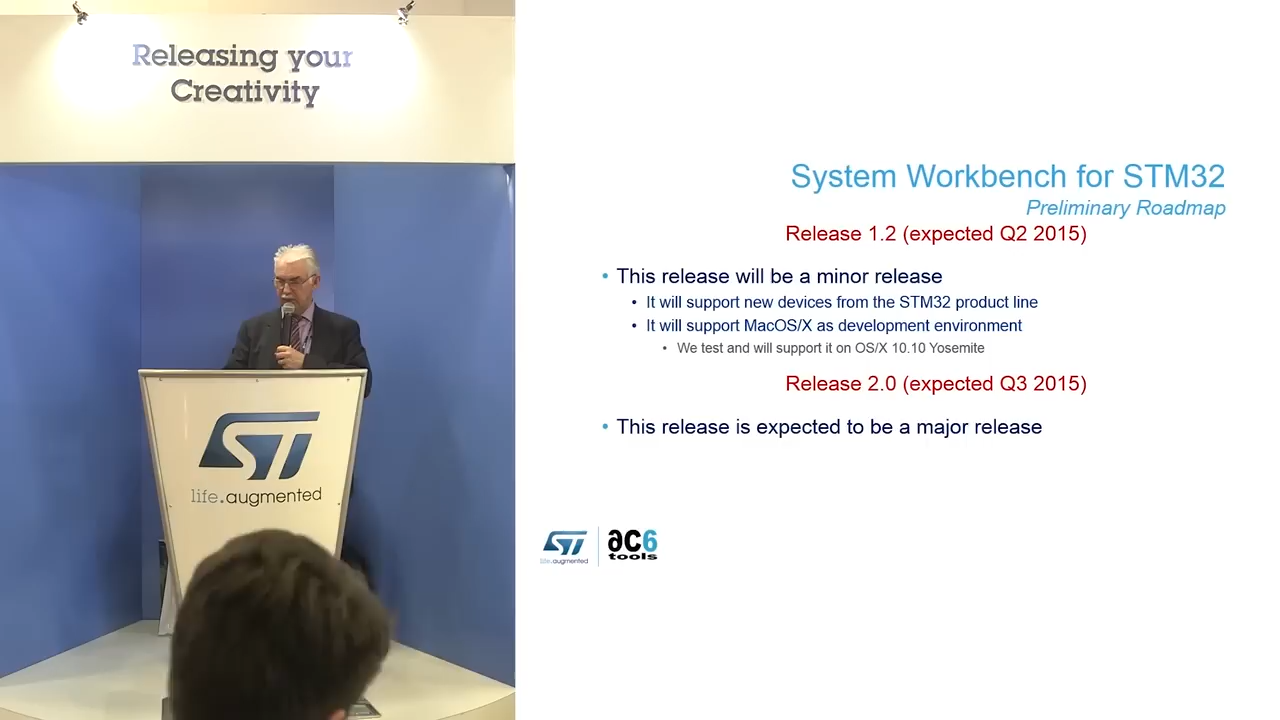 Releasing your
Creativity
ST
life.augmented
System Workbench for STM32
Preliminary Roadmap
Release 1.2 (expected Q2 2015)
• This release will be a minor release
• It will support new devices from the STM32 product line
• It will support MacOS/X as development environment
• We test and will support it on OS/X 10.10 Yosemite
Release 2.0 (expected Q3 2015)
• This release is expected to be a major release
ST
life.augmented
ac6
tools